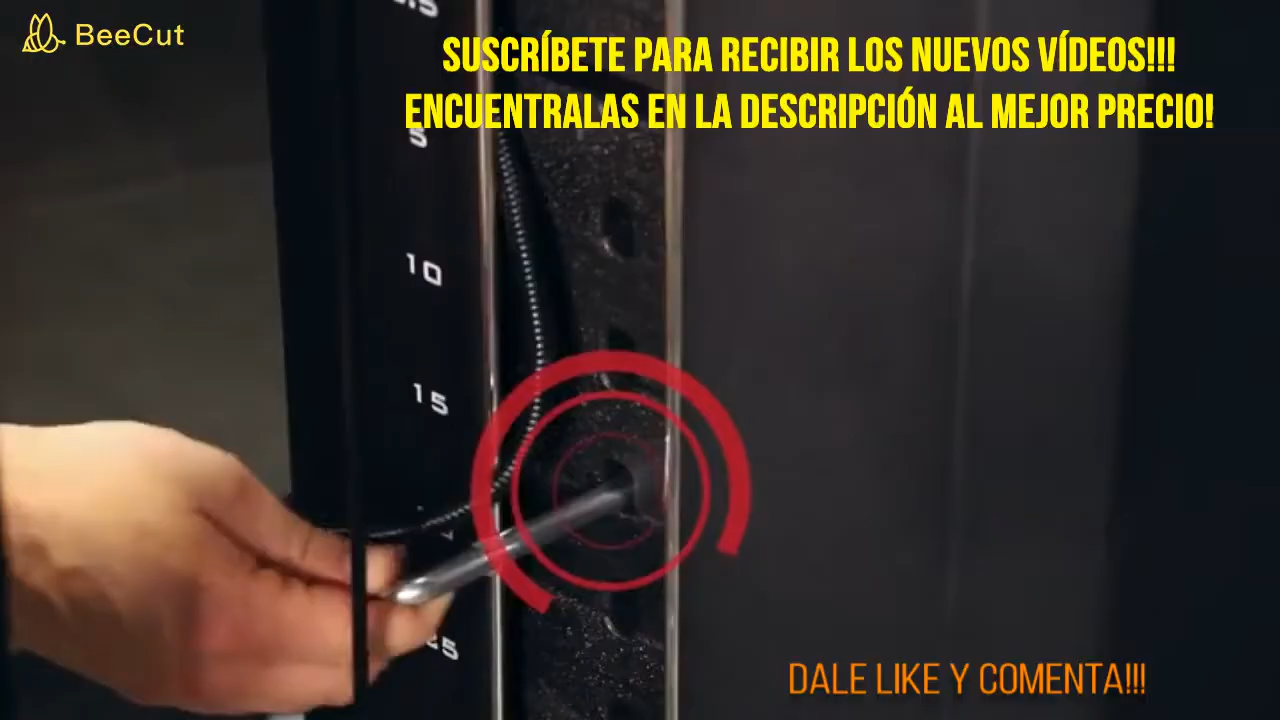 BeeCut
SUSCRÍBETE PARA RECIBIR LOS NUEVOS VÍDEOS!!!
ENCUENTRALAS EN LA DESCRIPCIÓN AL MEJOR PRECIO!
5
10
15
DALE LIKE Y COMENTA!!!